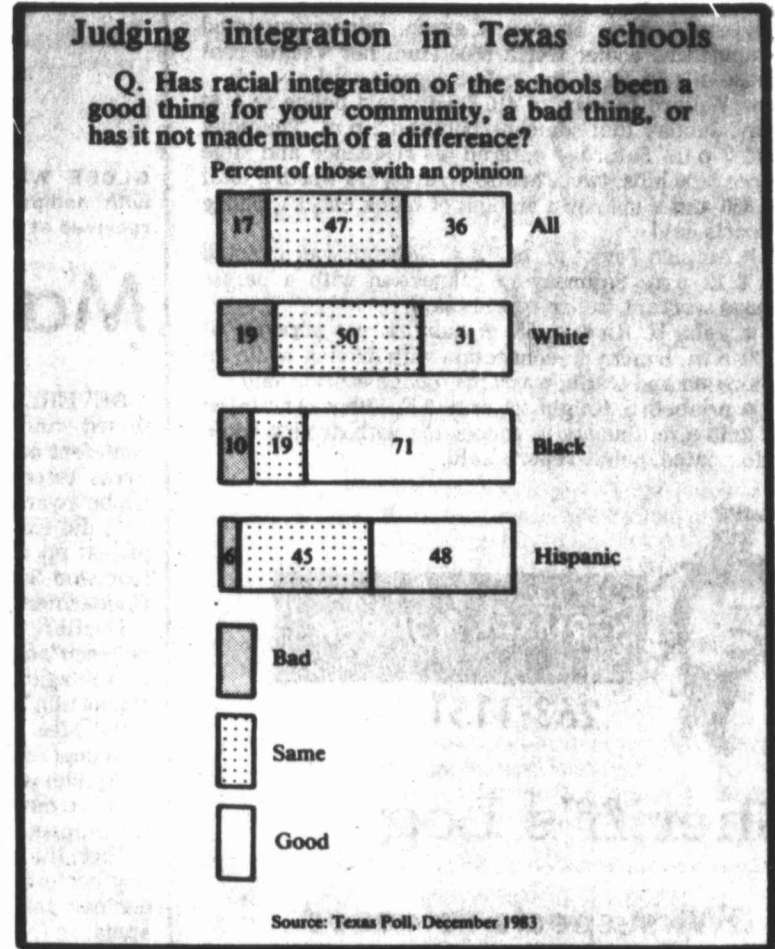 Judging integration in Texas schools
Q. Has racial integration of the schools been a
good thing for your community, a bad thing, or
has it not made much of a difference?
Percent of those with an opinion
17 47 36 All
19 50 31 White
10 19 71 Black
6 45 48 Hispanic
Bad
Same
Good
Source: Texas Poll, December 1983